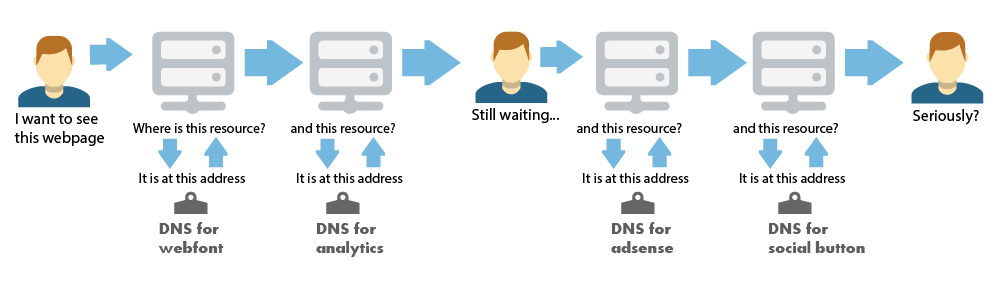 I want to see
this webpage
Where is this resource?
It is at this address
DNS for
webfont
and this resource?
It is at this address
DNS for
analytics
Still waiting...
and this resource?
It is at this address
DNS for
adsense
and this resource?
It is at this address
DNS for
social button
Seriously?